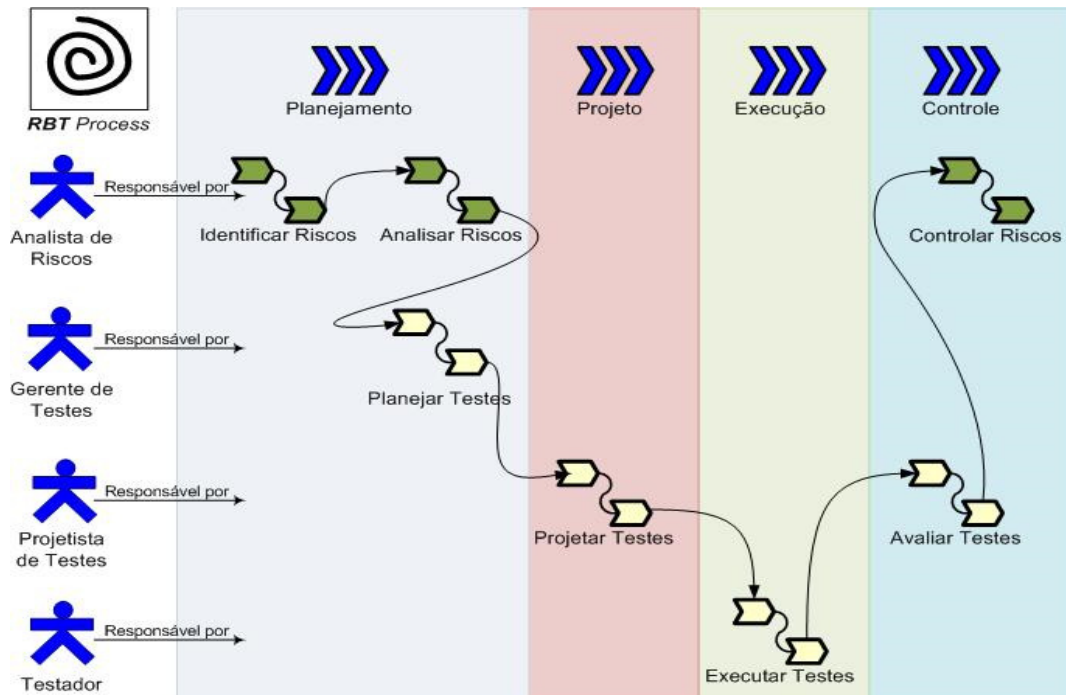 RBT Process
Planejamento
Projeto
Execução
Controle
Responsável por
Analista de
Riscos
Identificar Riscos
Analisar Riscos
Controlar Riscos
Responsável por
Gerente de
Testes
Planejar Testes
Responsável por
Projetista
de Testes
Projetar Testes
Avaliar Testes
Responsável por
Testador
Executar Testes